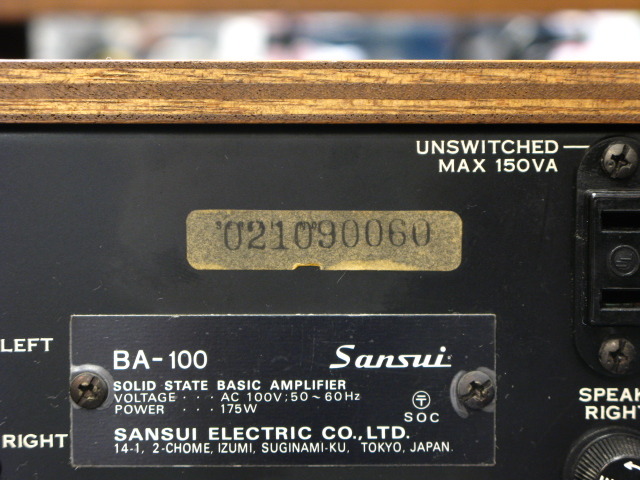 UNSWITCHED
MAX 150VA
021090060
LEFT
BA-100 Sansui
SOLID STATE BASIC AMPLIFIER
VOLTAGE ··· AC 100V;50~60Hz
POWER ··· 175W
SOC
SANSUI ELECTRIC CO.,LTD.
14-1, 2-CHOME, IZUMI, SUGINAMI-KU, TOKYO, JAPAN
RIGHT
SPEAK
RIGH